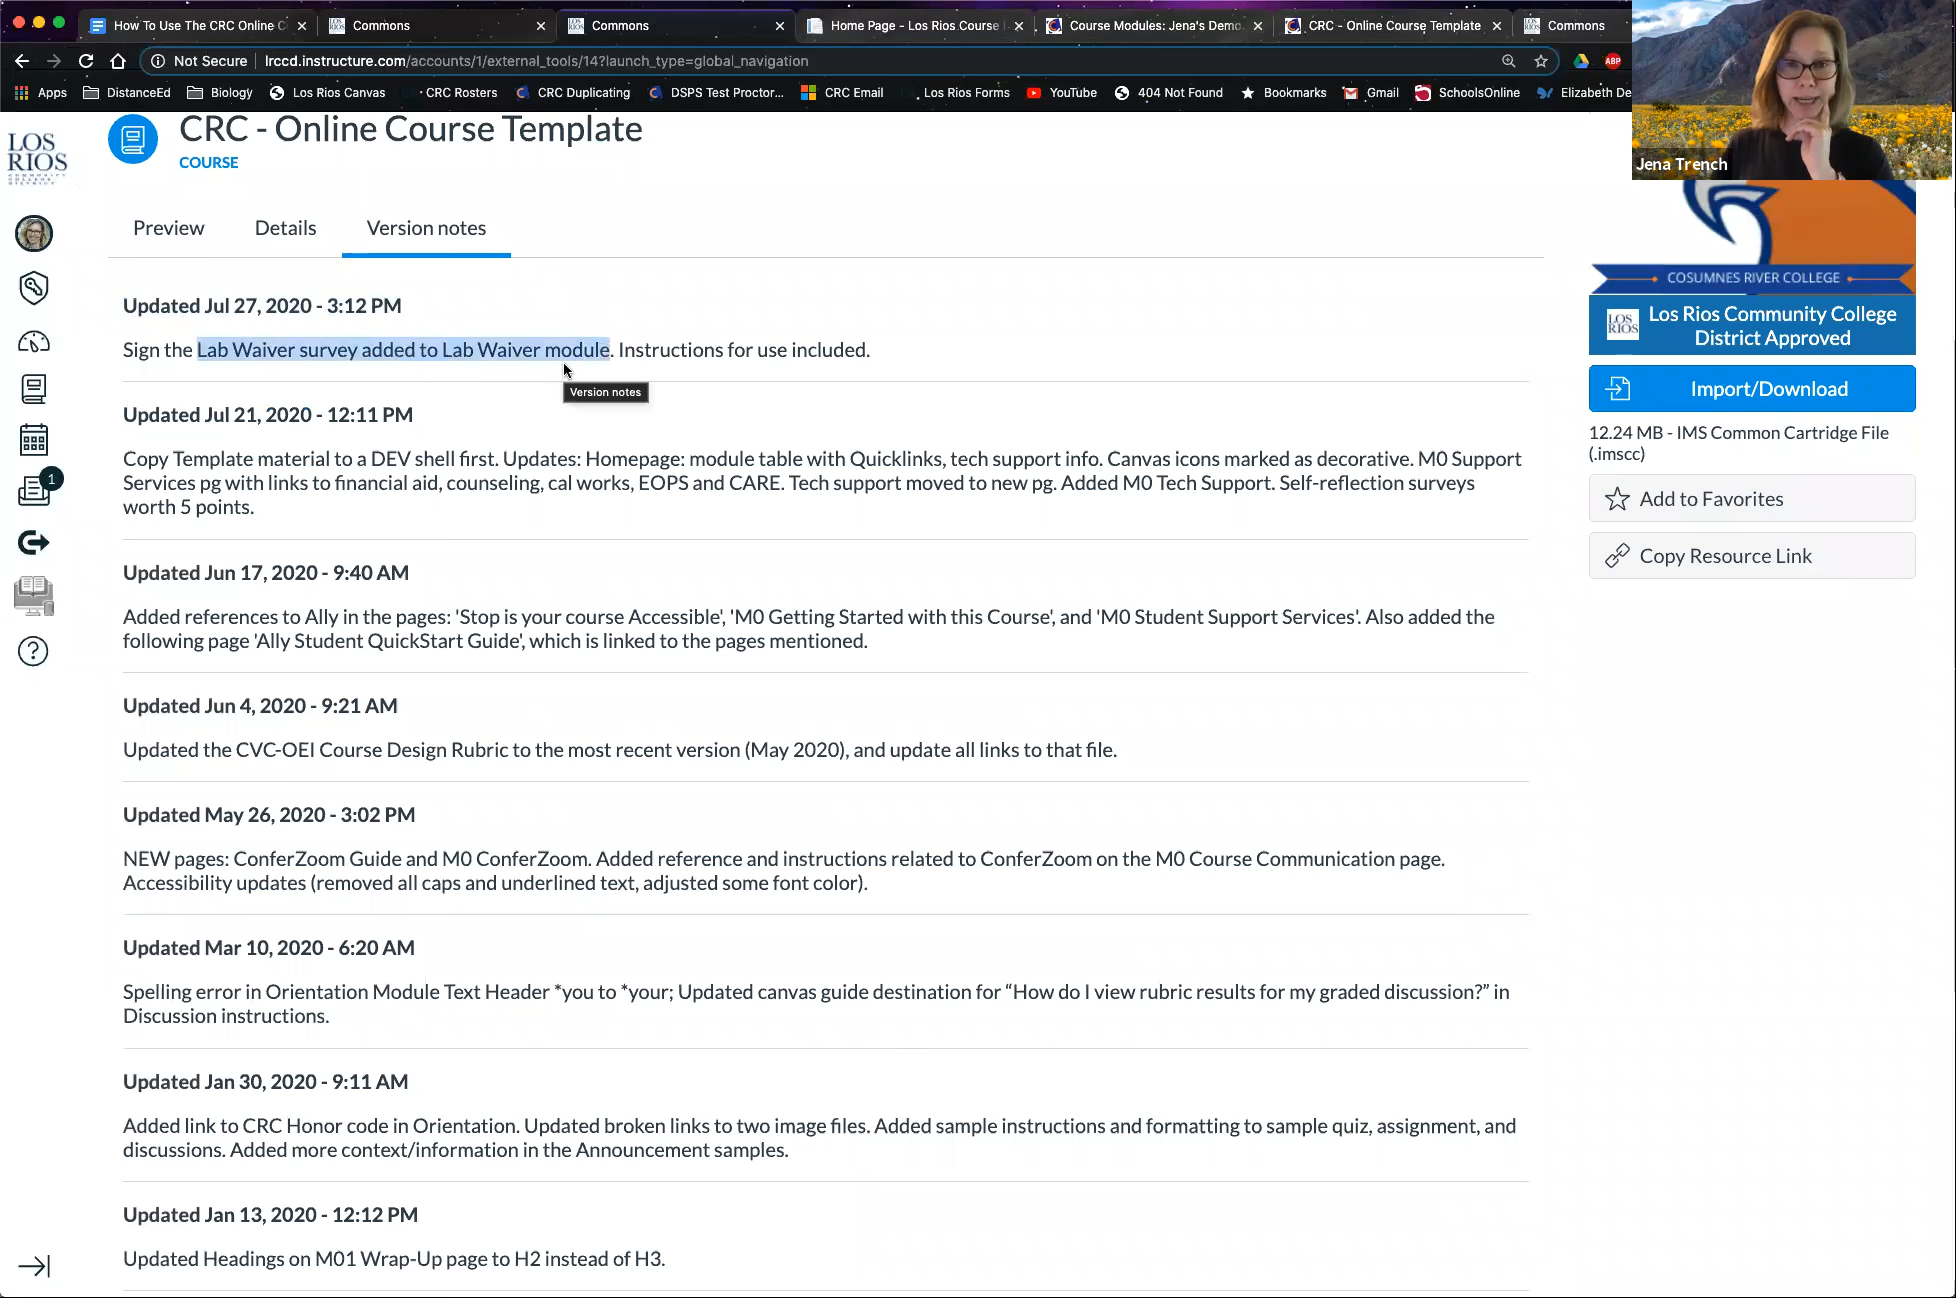 How To Use The CRC Online C
Commons
Commons
Home Page - Los Rios Course
Course Modules: Jena's Demo
CRC - Online Course Template
Commons
Not Secure
lrccd.instructure.com/accounts/1/external_tools/14?launch_type=global_navigation
ABP
Apps
DistanceEd
Biology
Los Rios Canvas
CRC Rosters
CRC Duplicating
DSPS Test Proctor...
CRC Email
Los Rios Forms
YouTube
404 Not Found
Bookmarks
Gmail
SchoolsOnline
Elizabeth De
Jena Trench
LOS
RIOS
CRC - Online Course Template
COURSE
Preview
Details
Version notes
Updated Jul 27, 2020 - 3:12 PM
Sign the Lab Waiver survey added to Lab Waiver module. Instructions for use included.
Version notes
Updated Jul 21, 2020 - 12:11 PM
Copy Template material to a DEV shell first. Updates: Homepage: module table with Quicklinks, tech support info. Canvas icons marked as decorative. M0 Support
Services pg with links to financial aid, counseling, cal works, EOPS and CARE. Tech support moved to new pg. Added M0 Tech Support. Self-reflection surveys
worth 5 points.
Updated Jun 17, 2020 - 9:40 AM
Added references to Ally in the pages: 'Stop is your course Accessible', 'M0 Getting Started with this Course', and 'M0 Student Support Services'. Also added the
following page 'Ally Student QuickStart Guide', which is linked to the pages mentioned.
Updated Jun 4, 2020 - 9:21 AM
Updated the CVC-OEI Course Design Rubric to the most recent version (May 2020), and update all links to that file.
Updated May 26, 2020 - 3:02 PM
NEW pages: ConferZoom Guide and M0 ConferZoom. Added reference and instructions related to ConferZoom on the M0 Course Communication page.
Accessibility updates (removed all caps and underlined text, adjusted some font color).
Updated Mar 10, 2020 - 6:20 AM
Spelling error in Orientation Module Text Header *you to *your; Updated canvas guide destination for “How do I view rubric results for my graded discussion?” in
Discussion instructions.
Updated Jan 30, 2020 - 9:11 AM
Added link to CRC Honor code in Orientation. Updated broken links to two image files. Added sample instructions and formatting to sample quiz, assignment, and
discussions. Added more context/information in the Announcement samples.
Updated Jan 13, 2020 - 12:12 PM
Updated Headings on M01 Wrap-Up page to H2 instead of H3.
1
COSUMNES RIVER COLLEGE
LOS
RIOS
Los Rios Community College
District Approved
Import/Download
12.24 MB - IMS Common Cartridge File
(.imscc)
Add to Favorites
Copy Resource Link